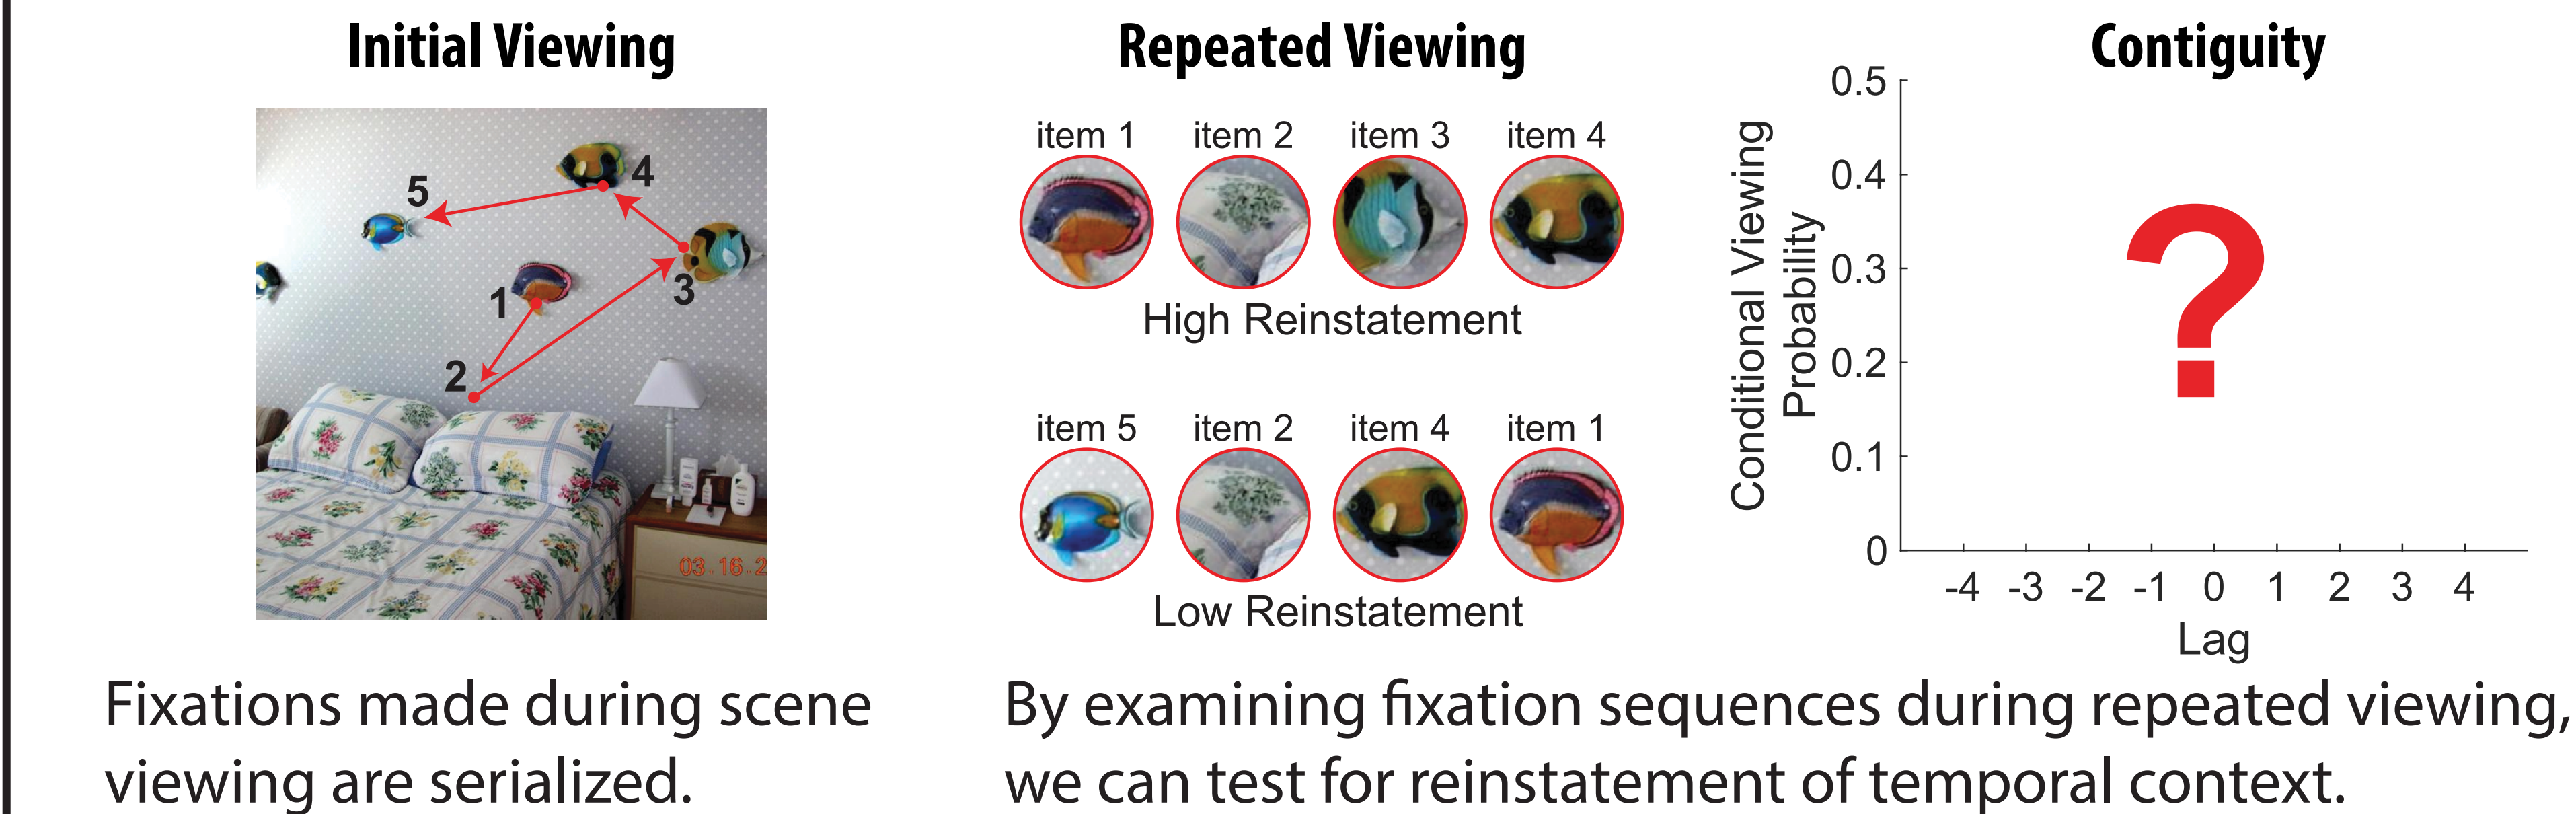 Initial Viewing
1
2
3
4
5
03.16.2
Fixations made during scene
viewing are serialized.
Repeated Viewing
item 1 item 2 item 3 item 4
High Reinstatement
item 5 item 2 item 4 item 1
Low Reinstatement
By examining fixation sequences during repeated viewing,
we can test for reinstatement of temporal context.
Contiguity
Conditional Viewing
Probability
0.5
0.4
0.3
0.2
0.1
0
?
-4 -3 -2 -1 0 1 2 3 4
Lag